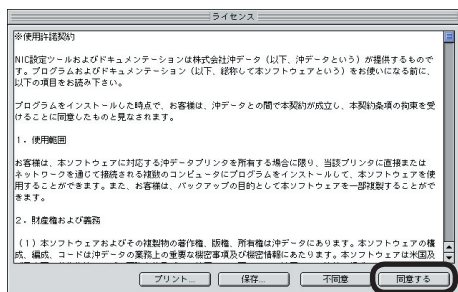 ライセンス
※使用許諾契約
NIC設定ツールおよびドキュメンテーションは株式会社沖データ（以下、沖データという）が提供するもので
す。プログラムおよびドキュメンテーション（以下、総称して本ソフトウェアという）をお使いになる前に、
以下の項目をお読み下さい。
プログラムをインストールした時点で、お客様は、沖データとの間で本契約が成立し、本契約条項の拘束を受
けることに同意したものと見なされます。
1．使用範囲
お客様は、本ソフトウェアに対応する沖データプリンタを所有する場合に限り、当該プリンタに直接または
ネットワークを通じて接続される複数のコンピュータにプログラムをインストールして、本ソフトウェアを使
用することができます。また、お客様は、バックアップの目的として本ソフトウェアを一部複製することがで
きます。
2．財産権および義務
（1）本ソフトウェアおよびその複製物の著作権、版権、所有権は沖データにあります。本ソフトウェアの構
成、編成、コードは沖データの業務上の重要な機密事項及び機密情報にあたります。本ソフトウェアは米国及
プリント... 保存... 不同意 同意する